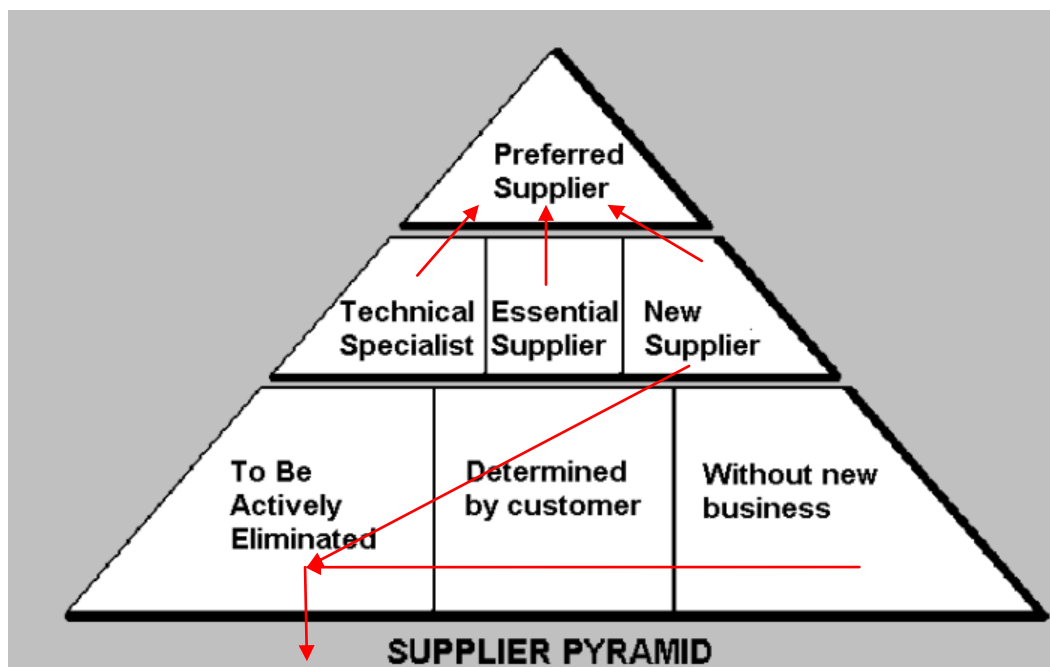 Preferred
Supplier
Technical
Specialist
Essential
Supplier
New
Supplier
To Be
Actively
Eliminated
Determined
by customer
Without new
business
SUPPLIER PYRAMID